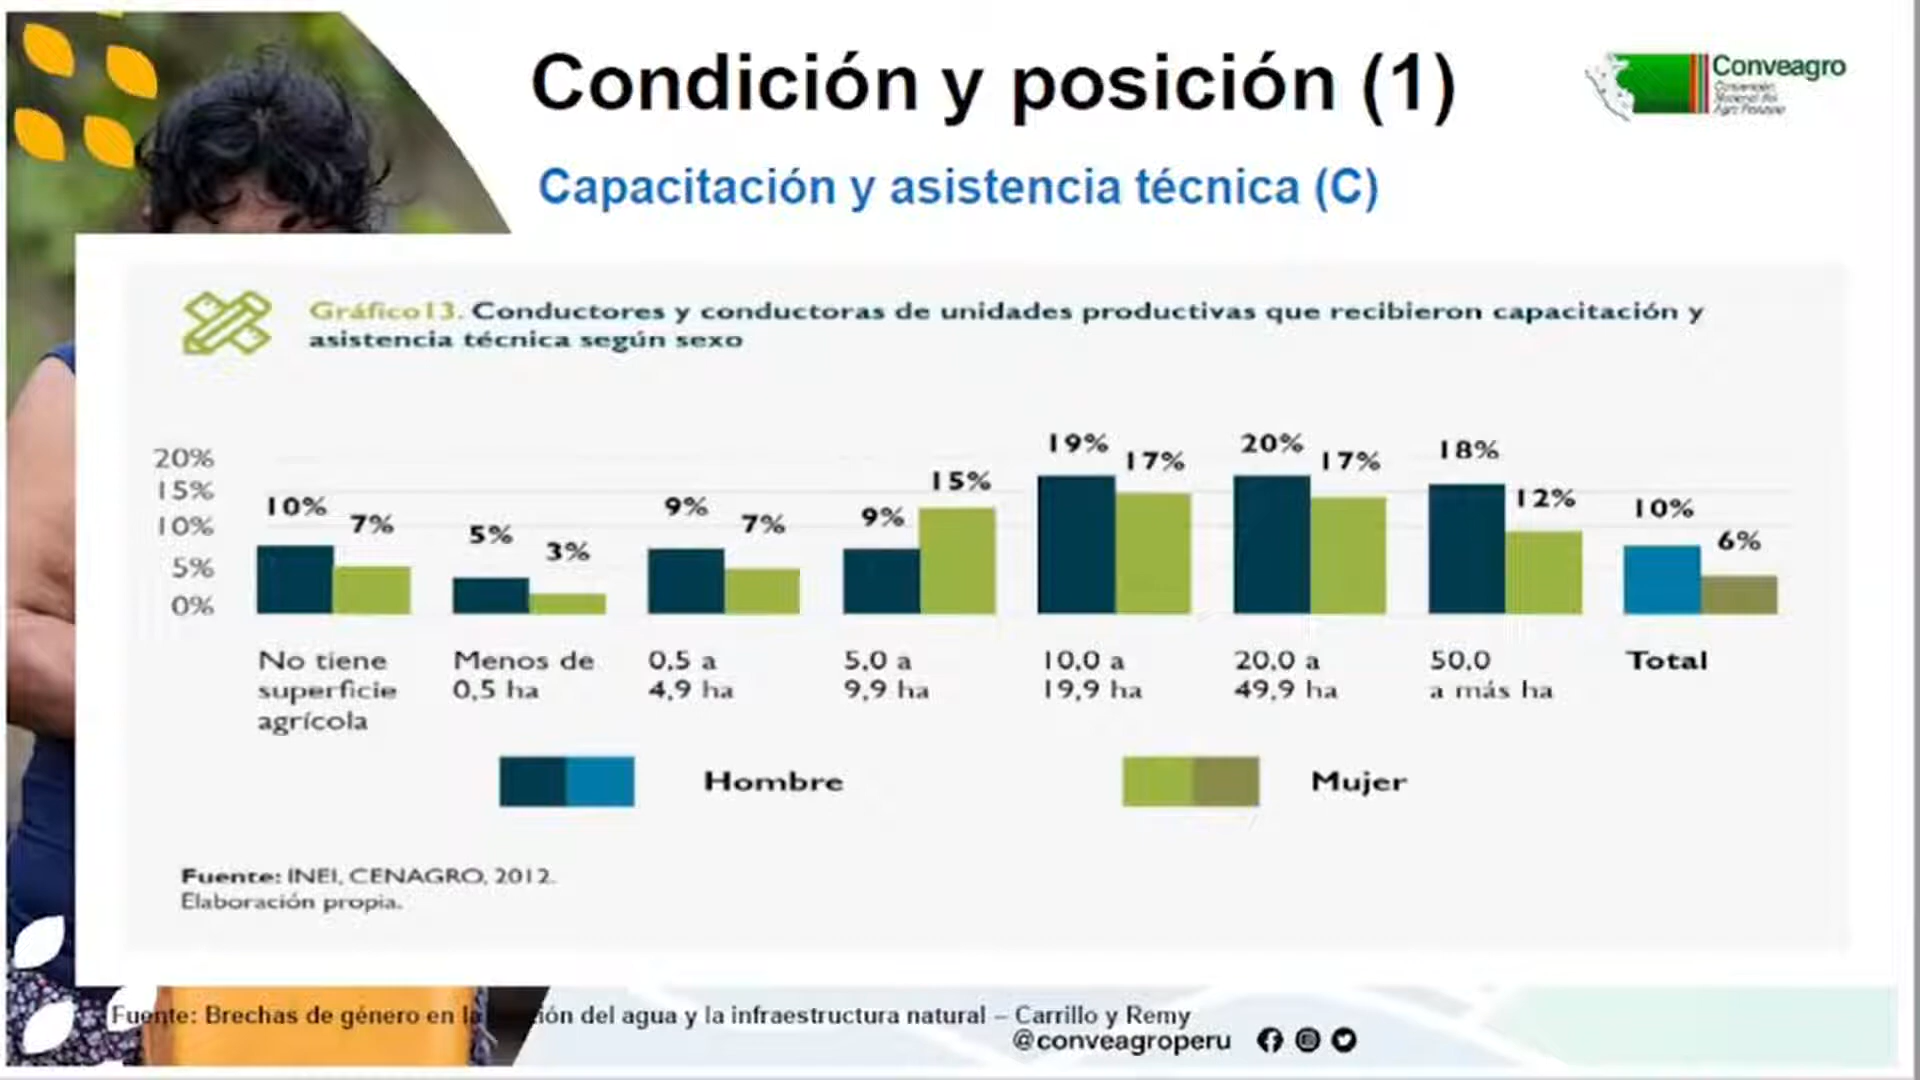 Condición y posición (1)
Conveagro
Convención
Nacional del
Agro Peruano
Capacitación y asistencia técnica (C)
Gráfico13. Conductores y conductoras de unidades productivas que recibieron capacitación y
asistencia técnica según sexo
20%
15%
10%
5%
0%
10%
7%
5%
3%
9%
7%
9%
15%
19%
17%
20%
17%
18%
12%
10%
6%
No tiene
superficie
agrícola
Menos de
0,5 ha
0,5 a
4,9 ha
5,0 a
9,9 ha
10,0 a
19,9 ha
20,0 a
49,9 ha
50,0
a más ha
Total
Hombre
Mujer
Fuente: INEI, CENAGRO, 2012.
Elaboración propia.
Fuente: Brechas de género en la ión del agua y la infraestructura natural – Carrillo y Remy
@conveagroperu